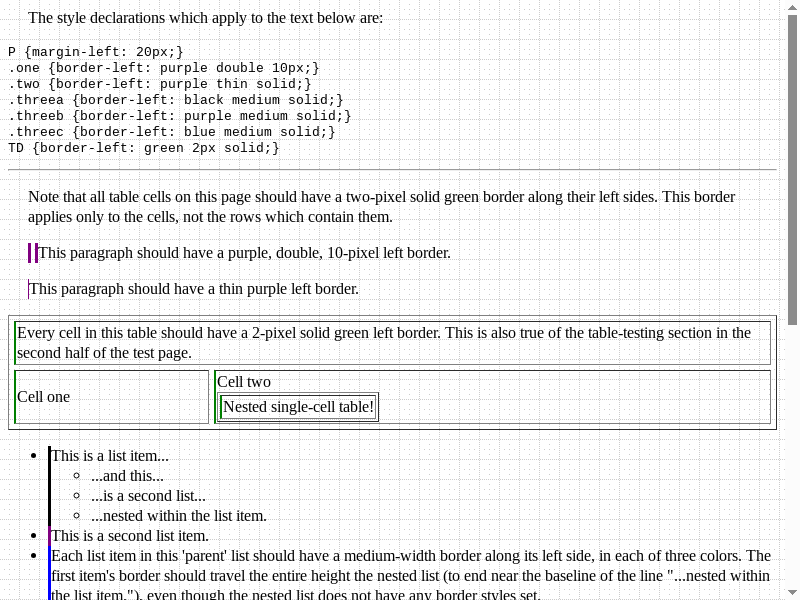 The style declarations which apply to the text below are:
P {margin-left: 20px;}
.one {border-left: purple double 10px;}
.two {border-left: purple thin solid;}
.threea {border-left: black medium solid;}
.threeb {border-left: purple medium solid;}
.threec {border-left: blue medium solid;}
TD {border-left: green 2px solid;}
Note that all table cells on this page should have a two-pixel solid green border along their left sides. This border
applies only to the cells, not the rows which contain them.
This paragraph should have a purple, double, 10-pixel left border.
This paragraph should have a thin purple left border.
Every cell in this table should have a 2-pixel solid green left border. This is also true of the table-testing section in the
second half of the test page.
Cell one
Cell two
Nested single-cell table!
This is a list item...
...and this...
...is a second list...
...nested within the list item.
This is a second list item.
Each list item in this 'parent' list should have a medium-width border along its left side, in each of three colors. The
first item's border should travel the entire height the nested list (to end near the baseline of the line "...nested within
the list item."), even though the nested list does not have any border styles set.